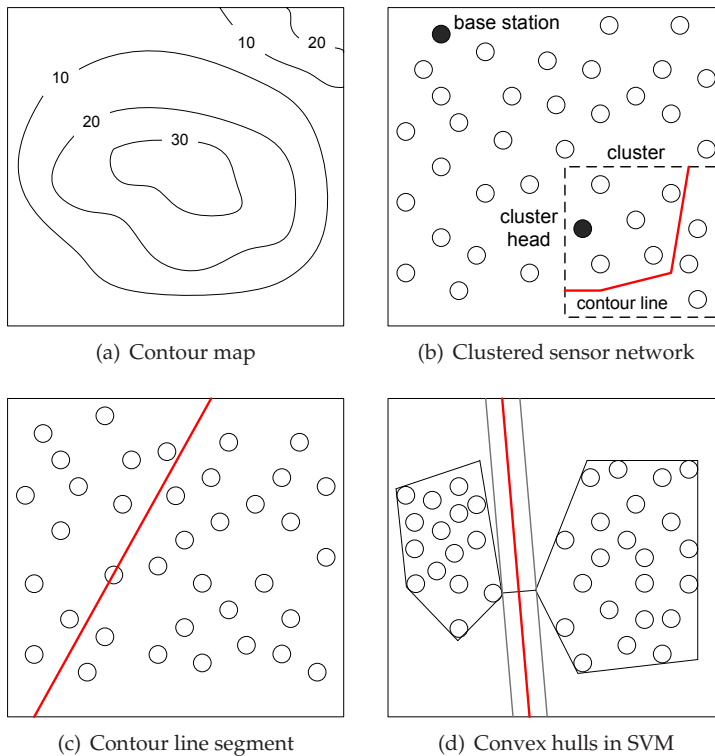 10
20
10
20
30
(a) Contour map
base station
cluster
cluster
head
contour line
(b) Clustered sensor network
(c) Contour line segment
(d) Convex hulls in SVM